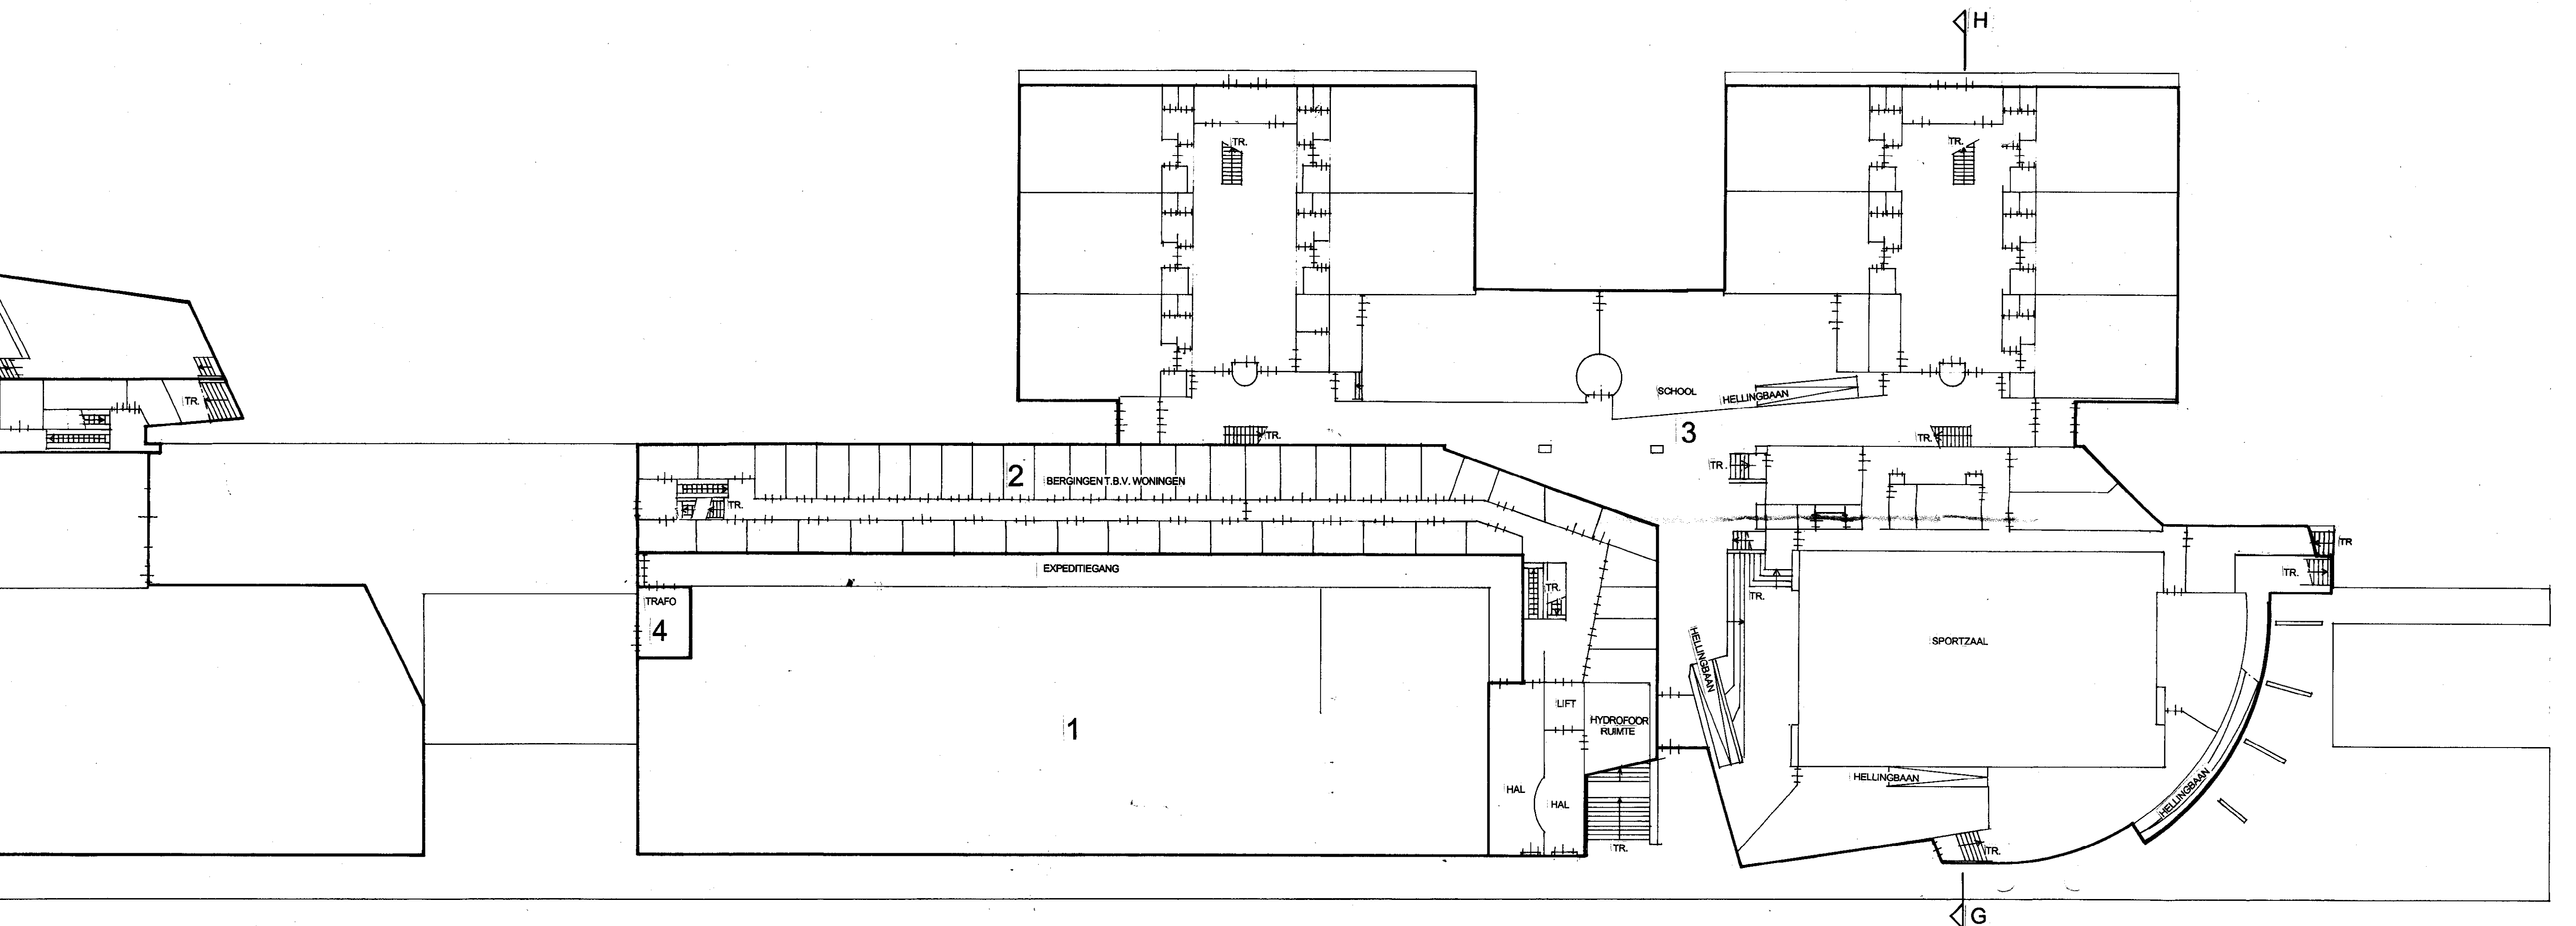 H
TR.
TR.
SCHOOL
HELLINGBAAN
TR.
3
TR.
TR.
TR.
2
BERGINGEN T.B.V. WONINGEN
TR.
TR.
EXPEDITIEGANG
TR
TR.
TR.
TR.
TRAFO
4
HELLINGBAAN
SPORTZAAL
1
LIFT
HYDROFOOR
RUIMTE
HELLINGBAAN
HELLINGBAAN
HAL
HAL
TR.
TR.
G